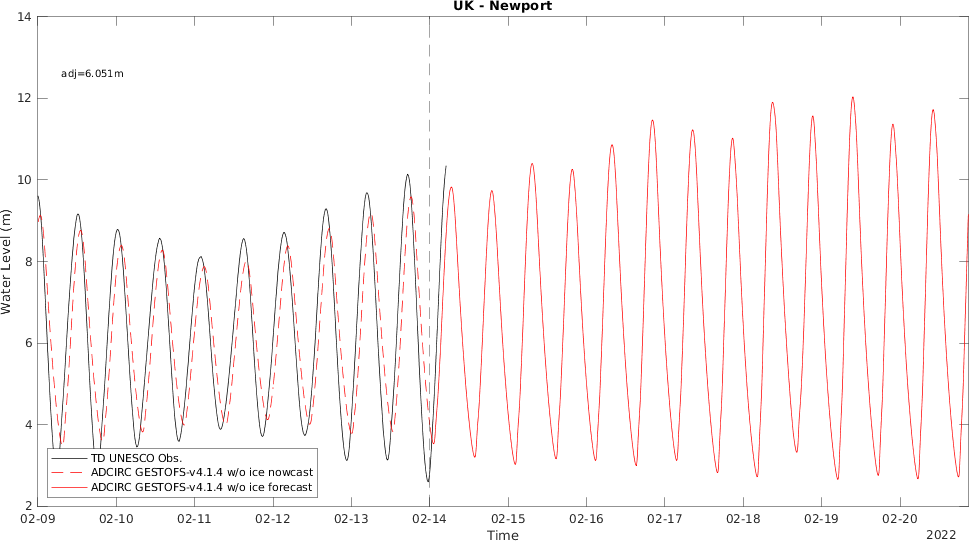 UK - Newport
14
12
10
8
6
4
2
adj=6.051m
Water Level (m)
TD UNESCO Obs.
ADCIRC GESTOFS-v4.1.4 w/o ice nowcast
ADCIRC GESTOFS-v4.1.4 w/o ice forecast
02-09 02-10 02-11 02-12 02-13 02-14 02-15 02-16 02-17 02-18 02-19 02-20
Time
2022